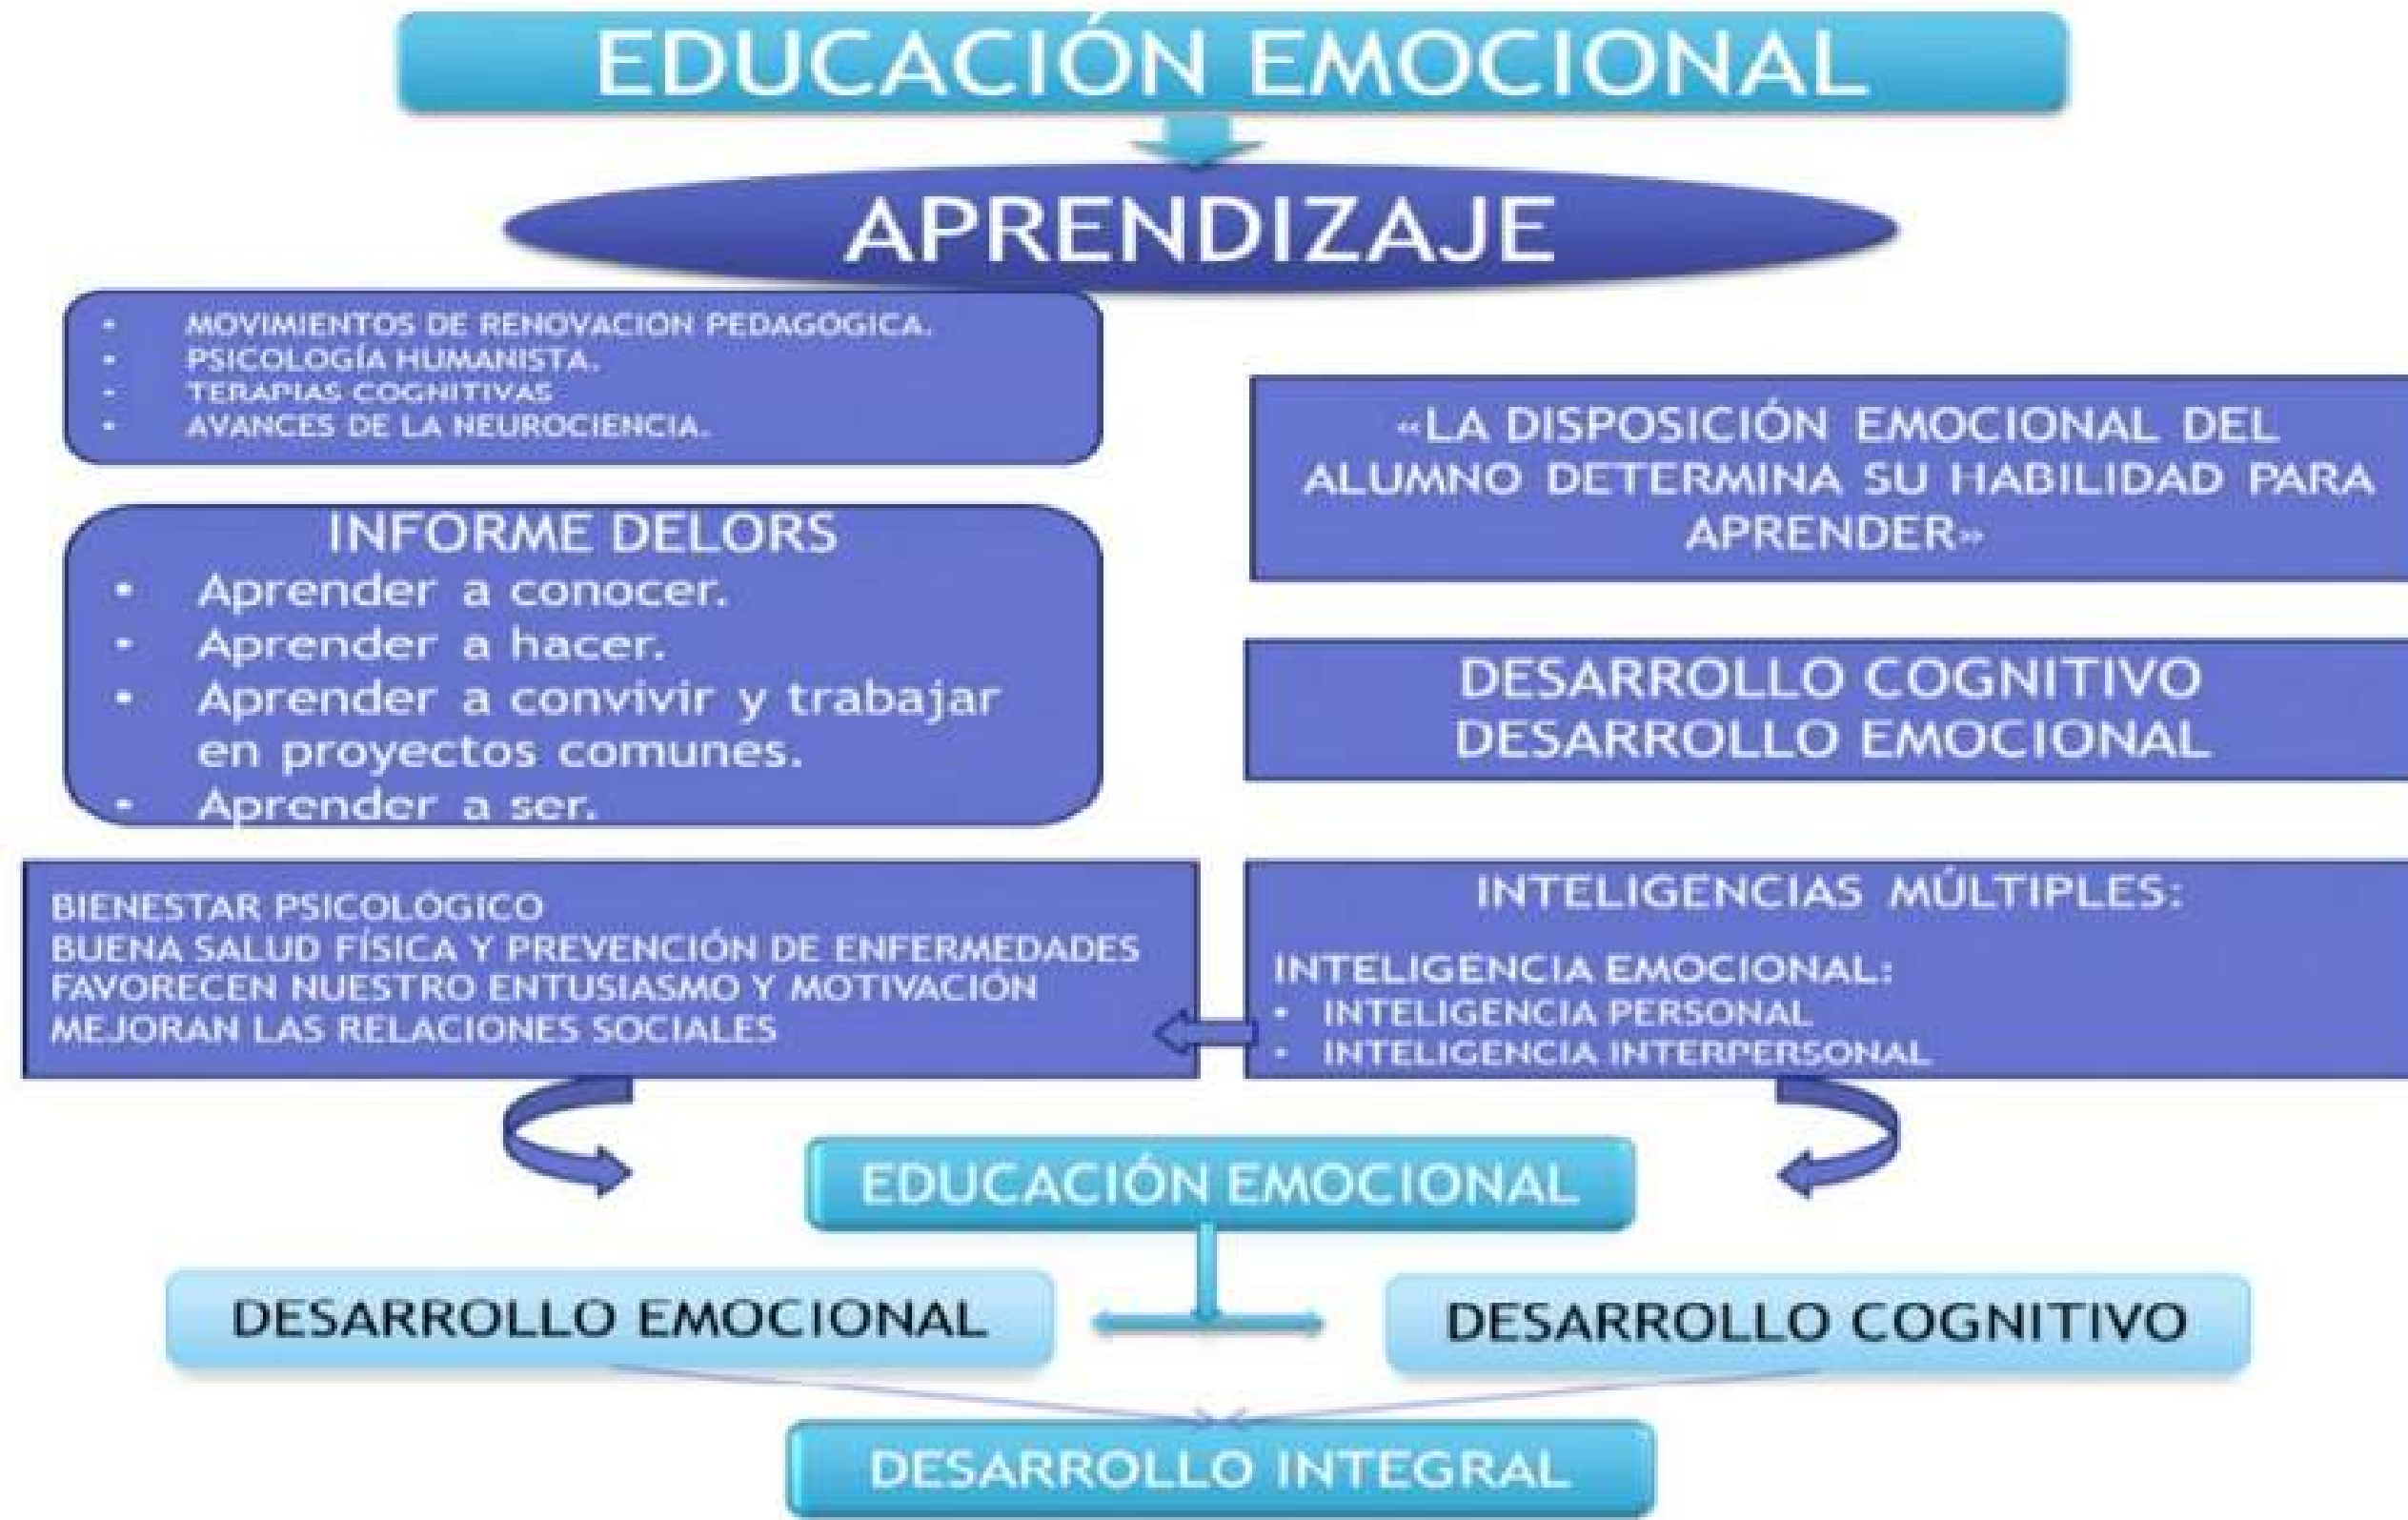 EDUCACIÓN EMOCIONAL
APRENDIZAJE
• MOVIMIENTOS DE RENOVACIÓN PEDAGÓGICA.
• PSICOLOGÍA HUMANISTA.
• TERAPIAS COGNITIVAS
• AVANCES DE LA NEUROCIENCIA.
INFORME DELORS
• Aprender a conocer.
• Aprender a hacer.
• Aprender a convivir y trabajar
en proyectos comunes.
• Aprender a ser.
«LA DISPOSICIÓN EMOCIONAL DEL
ALUMNO DETERMINA SU HABILIDAD PARA
APRENDER»
DESARROLLO COGNITIVO
DESARROLLO EMOCIONAL
BIENESTAR PSICOLÓGICO
BUENA SALUD FÍSICA Y PREVENCIÓN DE ENFERMEDADES
FAVORECEN NUESTRO ENTUSIASMO Y MOTIVACIÓN
MEJORAN LAS RELACIONES SOCIALES
INTELIGENCIAS MÚLTIPLES:
INTELIGENCIA EMOCIONAL:
• INTELIGENCIA PERSONAL
• INTELIGENCIA INTERPERSONAL
EDUCACIÓN EMOCIONAL
DESARROLLO EMOCIONAL
DESARROLLO COGNITIVO
DESARROLLO INTEGRAL